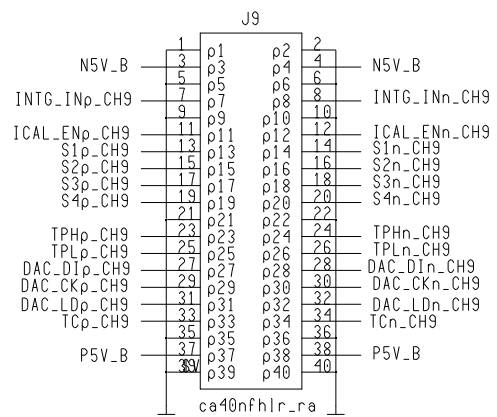 J9
1 p1 p2 2
N5V_B 3 p3 p4 4 N5V_B
5 p5 p6 6
INTG_INp_CH9 7 p7 p8 8 INTG_INn_CH9
9 p9 p10 10
ICAL_ENp_CH9 11 p11 p12 12 ICAL_ENn_CH9
S1p_CH9 13 p13 p14 14 S1n_CH9
S2p_CH9 15 p15 p16 16 S2n_CH9
S3p_CH9 17 p17 p18 18 S3n_CH9
S4p_CH9 19 p19 p20 20 S4n_CH9
21 p21 p22 22
TPHp_CH9 23 p23 p24 24 TPHn_CH9
TPLp_CH9 25 p25 p26 26 TPLn_CH9
DAC_DIp_CH9 27 p27 p28 28 DAC_DIn_CH9
DAC_CKp_CH9 29 p29 p30 30 DAC_CKn_CH9
DAC_LDp_CH9 31 p31 p32 32 DAC_LDn_CH9
TCp_CH9 33 p33 p34 34 TCn_CH9
35 p35 p36 36
P5V_B 37 p37 p38 38 P5V_B
39 p39 p40 40
ca40nfhlr_ra